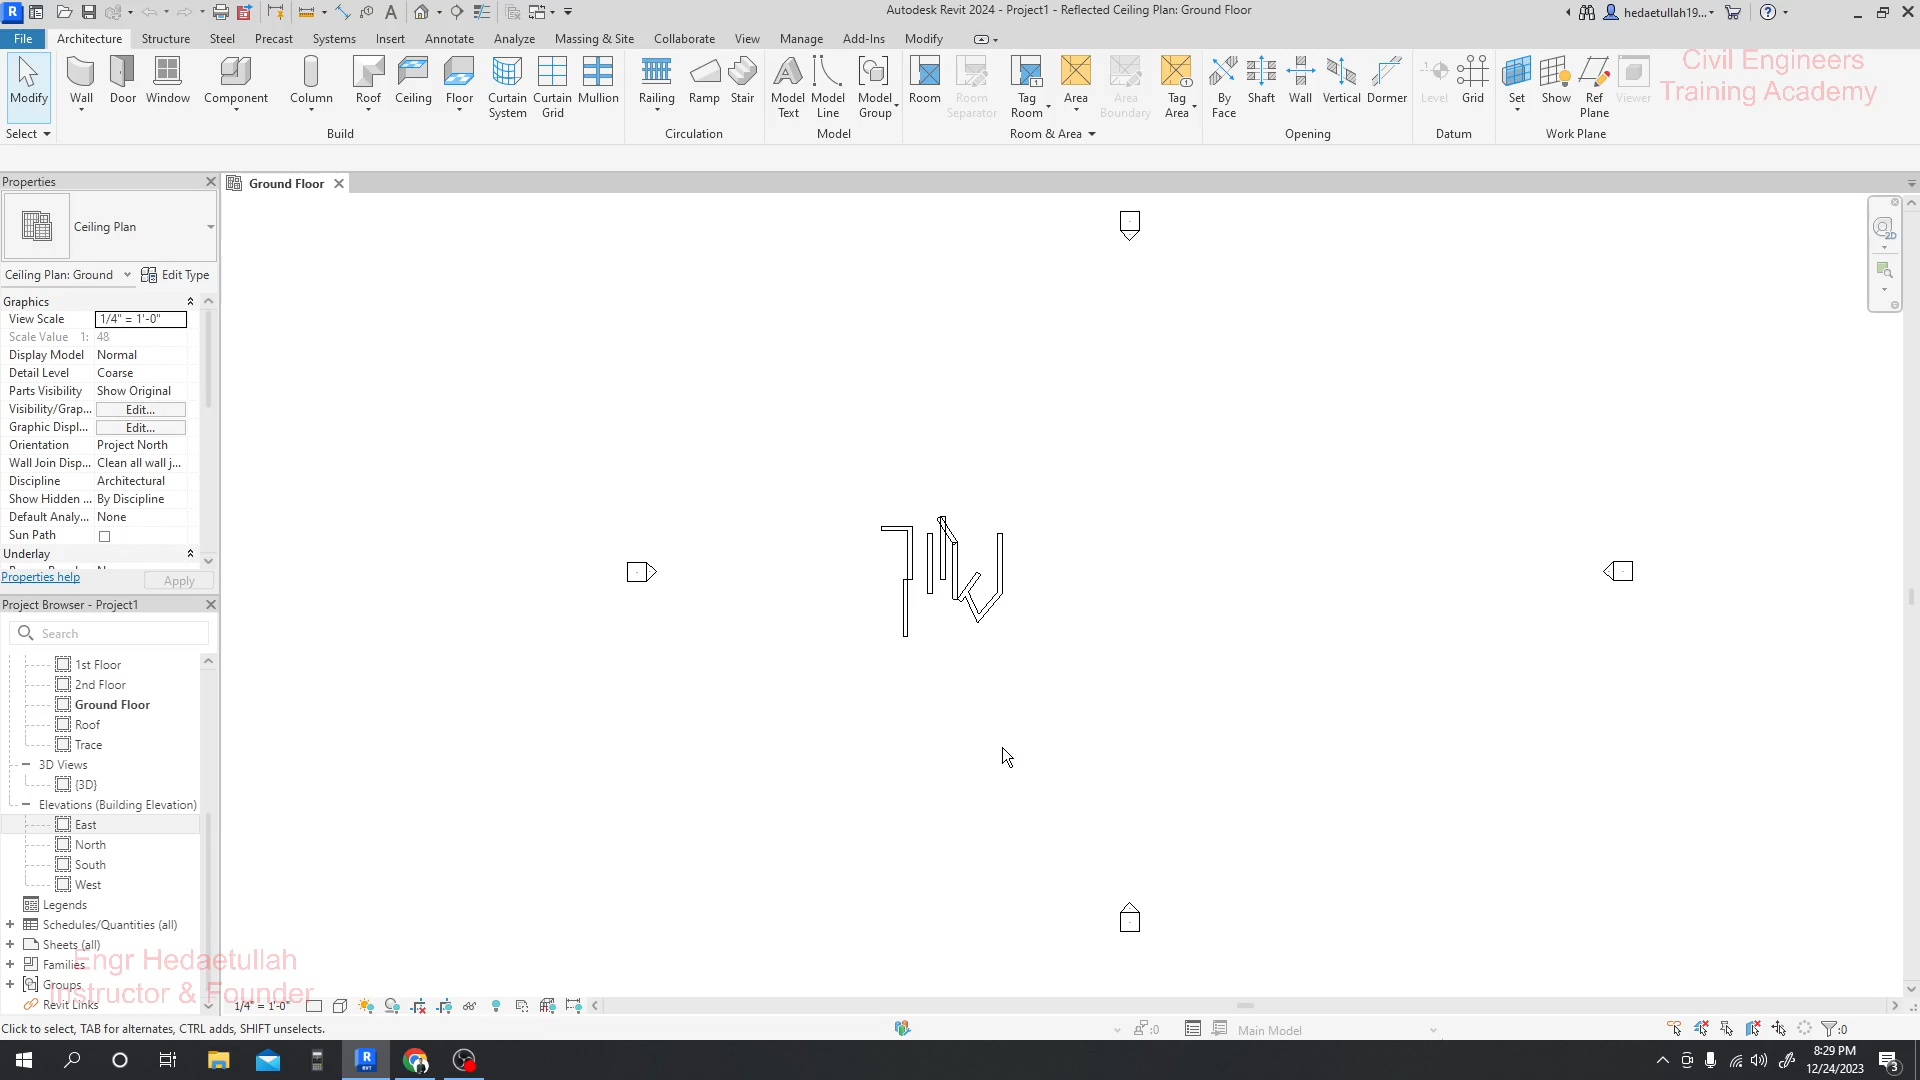 Autodesk Revit 2024 - Project1 - Reflected Ceiling Plan: Ground Floor
hedaetullah19...
File Architecture Structure Steel Precast Systems Insert Annotate Analyze Massing & Site Collaborate View Manage Add-Ins Modify
Modify Wall Door Window Component Column Roof Ceiling Floor Curtain System Curtain Grid Mullion Railing Ramp Stair Model Text Model Line Model Group Room Room Separator Tag Room Area Area Boundary Tag Area By Face Shaft Wall Vertical Dormer Level Grid Set Show Ref Plane Viewer
Civil Engineers
Training Academy
Select Build Circulation Model Room & Area Opening Datum Work Plane
Properties
Ground Floor
Ceiling Plan
Ceiling Plan: Ground Edit Type
Graphics
View Scale 1/4" = 1'-0"
Scale Value 1: 48
Display Model Normal
Detail Level Coarse
Parts Visibility Show Original
Visibility/Grap... Edit...
Graphic Displ... Edit...
Orientation Project North
Wall Join Disp... Clean all wall j...
Discipline Architectural
Show Hidden ... By Discipline
Default Analy... None
Sun Path
Underlay
Properties help Apply
Project Browser - Project1
Search
1st Floor
2nd Floor
Ground Floor
Roof
Trace
3D Views
{3D}
Elevations (Building Elevation)
East
North
South
West
Legends
Schedules/Quantities (all)
Sheets (all)
Families
Groups
Revit Links
Engr Hedaetullah
Instructor & Founder
1/4" = 1'-0"
Click to select, TAB for alternates, CTRL adds, SHIFT unselects.
:0
Main Model
:0
8:29 PM
12/24/2023
3
2D